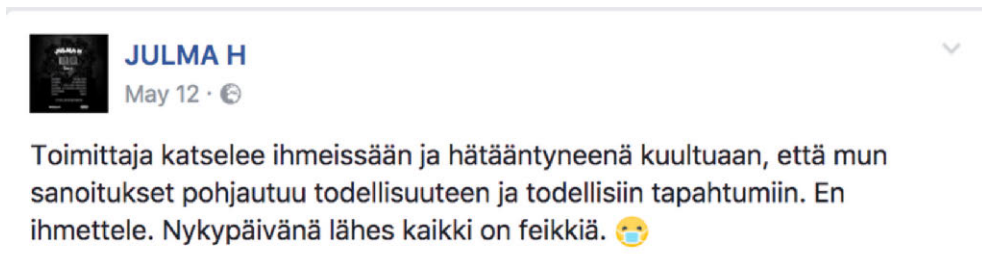 JULMA H
May 12 ·
Toimittaja katselee ihmeissään ja hätääntyneenä kuultuaan, että mun
sanoitukset pohjautuu todellisuuteen ja todellisiin tapahtumiin. En
ihmettele. Nykypäivänä lähes kaikki on feikkiä. 😷